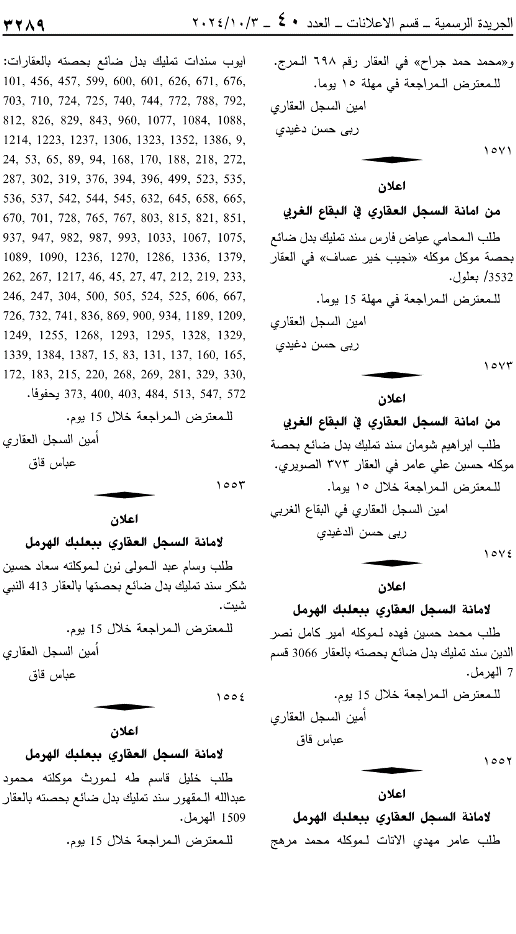 الجريدة الرسمية ــ قسم الاعلانات ــ العدد ٤٠ ــ ٢٠٢٤/١٠/٣
٣٢٨٩
و«محمد حمد جراح» في العقار رقم ٦٩٨ المرج.
للمعترض المراجعة في مهلة ١٥ يوما.
امين السجل العقاري
ربى حسن دغيدي
١٥٧١
اعلان
من امانة السجل العقاري في البقاع الغربي
طلب المحامي عياض فارس سند تمليك بدل ضائع
بحصة موكل موكله «نجيب خير عساف» في العقار
3532/ بعلول.
للمعترض المراجعة في مهلة 15 يوما.
امين السجل العقاري
ربى حسن دغيدي
١٥٧٣
اعلان
من امانة السجل العقاري في البقاع الغربي
طلب ابراهيم شومان سند تمليك بدل ضائع بحصة
موكله حسين علي عامر في العقار ٣٧٣ الصويري.
للمعترض المراجعة خلال ١٥ يوما.
امين السجل العقاري في البقاع الغربي
ربى حسن الدغيدي
١٥٧٤
اعلان
لامانة السجل العقاري ببعلبك الهرمل
طلب محمد حسين فهده لموكله امير كامل نصر
الدين سند تمليك بدل ضائع بحصته بالعقار 3066 قسم
7 الهرمل.
للمعترض المراجعة خلال 15 يوم.
أمين السجل العقاري
عباس قاق
١٥٥٢
اعلان
لامانة السجل العقاري ببعلبك الهرمل
طلب عامر مهدي الاتات لموكله محمد مرهج
ايوب سندات تمليك بدل ضائع بحصته بالعقارات:
101, 456, 457, 599, 600, 601, 626, 671, 676,
703, 710, 724, 725, 740, 744, 772, 788, 792,
812, 826, 829, 843, 960, 1077, 1084, 1088,
1214, 1223, 1237, 1306, 1323, 1352, 1386, 9,
24, 53, 65, 89, 94, 168, 170, 188, 218, 272,
287, 302, 319, 376, 394, 396, 499, 523, 535,
536, 537, 542, 544, 545, 632, 645, 658, 665,
670, 701, 728, 765, 767, 803, 815, 821, 851,
937, 947, 982, 987, 993, 1033, 1067, 1075,
1089, 1090, 1236, 1270, 1286, 1336, 1379,
262, 267, 1217, 46, 45, 27, 47, 212, 219, 233,
246, 247, 304, 500, 505, 524, 525, 606, 667,
726, 732, 741, 836, 869, 900, 934, 1189, 1209,
1249, 1255, 1268, 1293, 1295, 1328, 1329,
1339, 1384, 1387, 15, 83, 131, 137, 160, 165,
172, 183, 215, 220, 268, 269, 281, 329, 330,
373, 400, 403, 484, 513, 547, 572 يحفوفا.
للمعترض المراجعة خلال 15 يوم.
أمين السجل العقاري
عباس قاق
١٥٥٣
اعلان
لامانة السجل العقاري ببعلبك الهرمل
طلب وسام عبد المولى نون لموكلته سعاد حسين
شكر سند تمليك بدل ضائع بحصتها بالعقار 413 النبي
شيت.
للمعترض المراجعة خلال 15 يوم.
أمين السجل العقاري
عباس قاق
١٥٥٤
اعلان
لامانة السجل العقاري ببعلبك الهرمل
طلب خليل قاسم طه لمورث موكلته محمود
عبدالله المقهور سند تمليك بدل ضائع بحصته بالعقار
1509 الهرمل.
للمعترض المراجعة خلال 15 يوم.